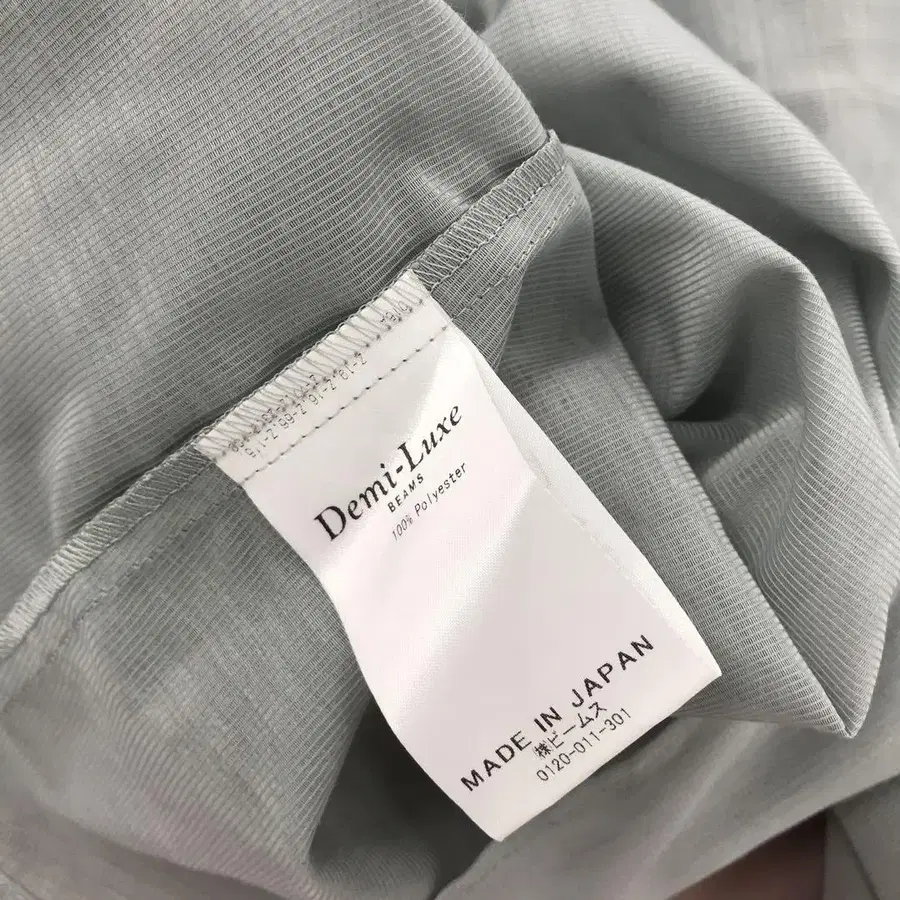 Demi-Luxe
BEAMS
100% Polyester
MADE IN JAPAN
㈱ビームス
0120-011-301